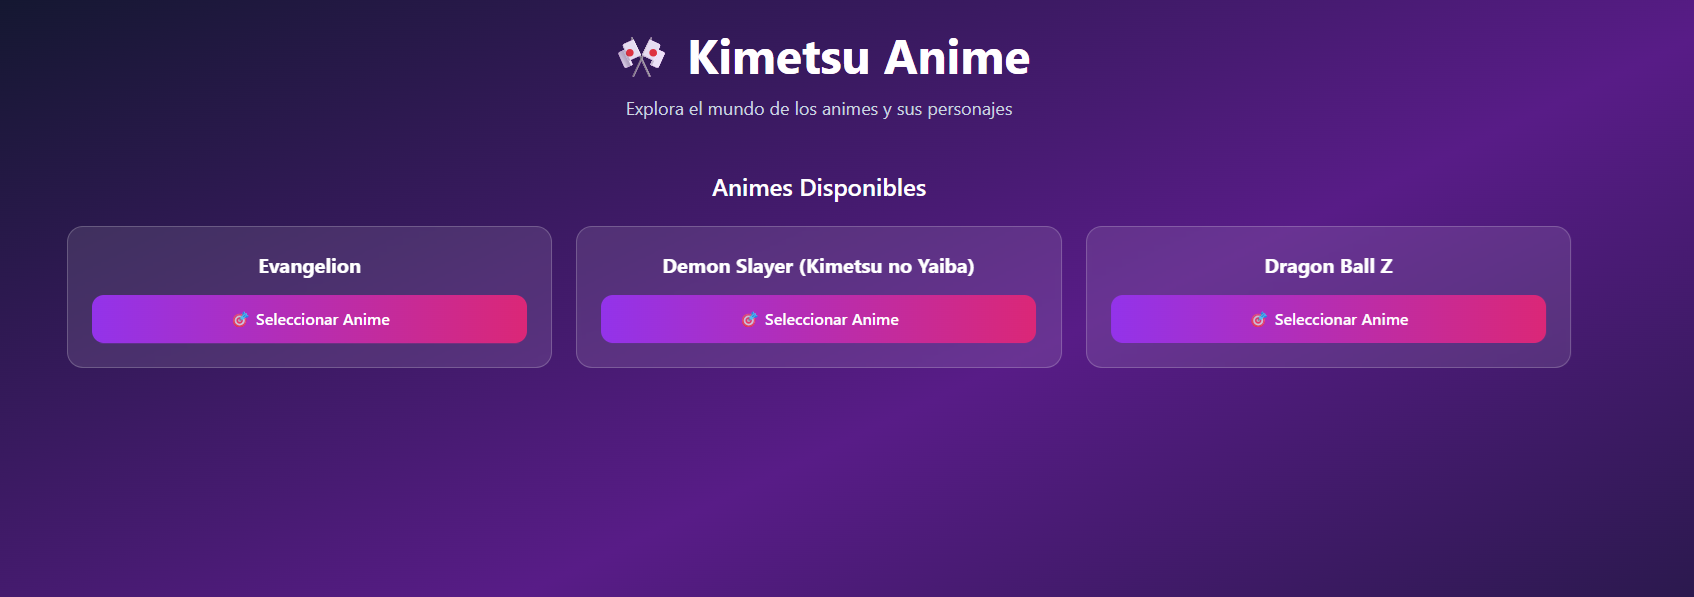 Kimetsu Anime
Explora el mundo de los animes y sus personajes
Animes Disponibles
Evangelion
Seleccionar Anime
Demon Slayer (Kimetsu no Yaiba)
Seleccionar Anime
Dragon Ball Z
Seleccionar Anime